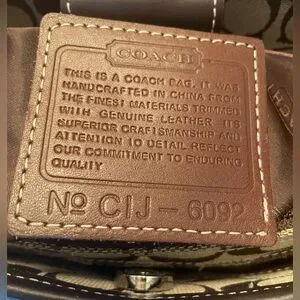 COACH
THIS IS A COACH BAG. IT WAS
HANDCRAFTED IN CHINA FROM
THE FINEST MATERIALS TRIMMED
WITH GENUINE LEATHER ITS
SUPERIOR CRAFTSMANSHIP AND
ATTENTION TO DETAIL REFLECT
OUR COMMITMENT TO ENDURING
QUALITY
Nº CIJ – 6092